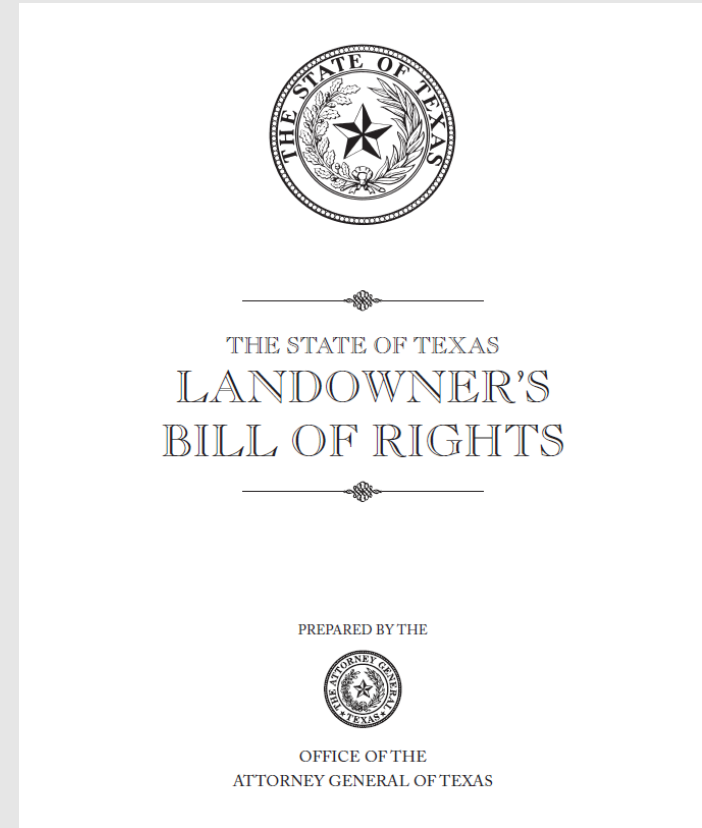 THE STATE OF TEXAS
THE STATE OF TEXAS
LANDOWNER'S
BILL OF RIGHTS
PREPARED BY THE
THE ATTORNEY GENERAL
TEXAS
OFFICE OF THE
ATTORNEY GENERAL OF TEXAS